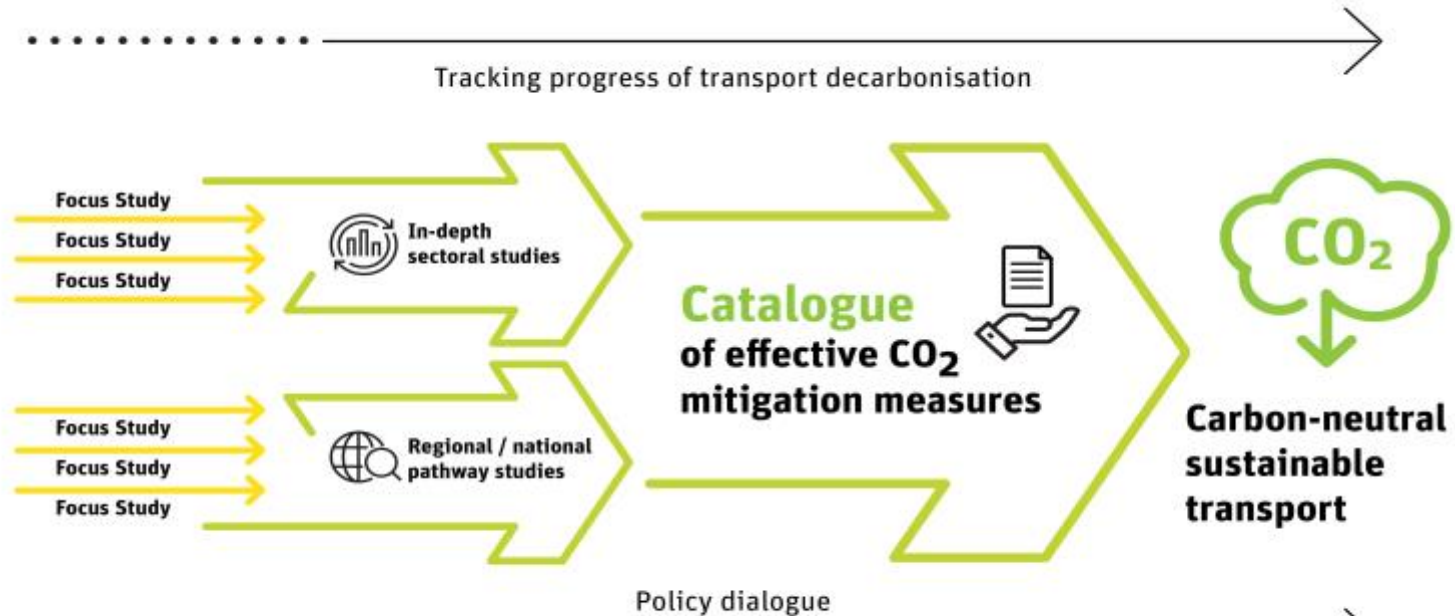 Tracking progress of transport decarbonisation
Focus Study
Focus Study
Focus Study
In-depth
sectoral studies
Focus Study
Focus Study
Focus Study
Regional / national
pathway studies
Catalogue
of effective CO₂
mitigation measures
CO₂
Carbon-neutral
sustainable
transport
Policy dialogue